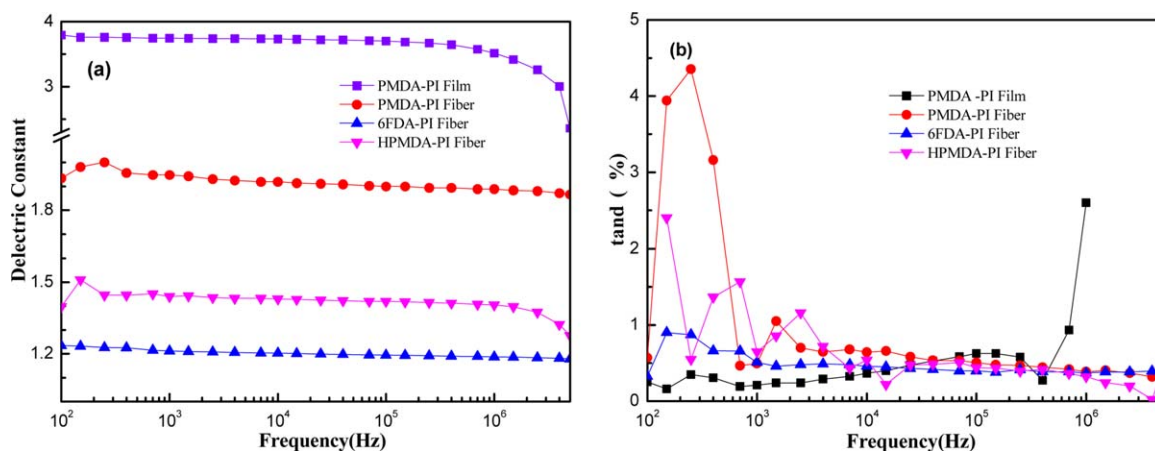 (a)
PMDA-PI Film
PMDA-PI Fiber
6FDA-PI Fiber
HPMDA-PI Fiber
Delectric Constant
4
3
1.8
1.5
1.2
10² 10³ 10⁴ 10⁵ 10⁶
Frequency(Hz)
(b)
PMDA -PI Film
PMDA-PI Fiber
6FDA-PI Fiber
HPMDA-PI Fiber
tand ( %)
5
4
3
2
1
0
10² 10³ 10⁴ 10⁵ 10⁶
Frequency(Hz)